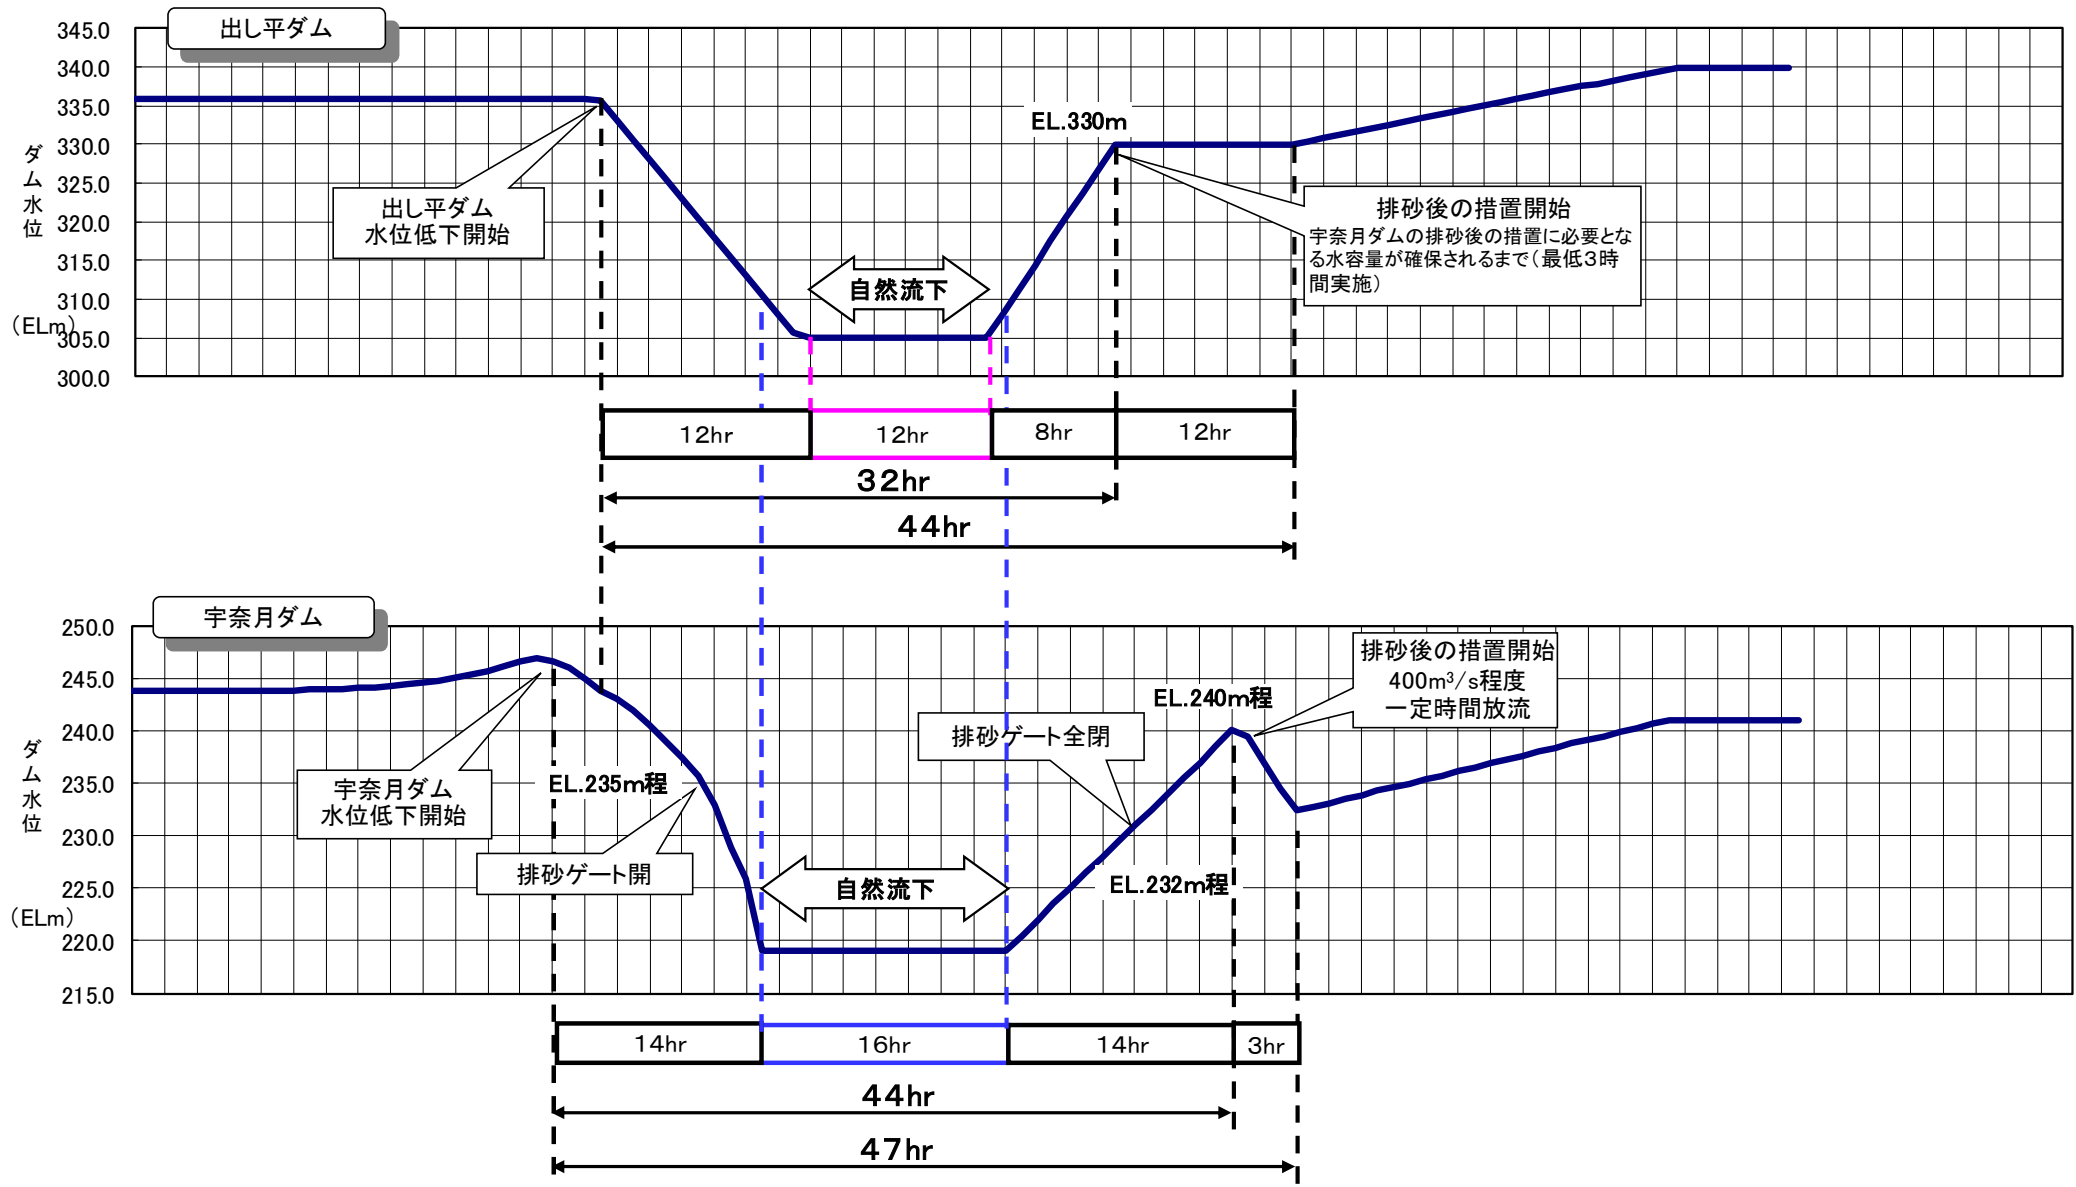 出し平ダム
345.0
340.0
335.0
330.0
325.0
320.0
315.0
310.0
305.0
300.0
ダム水位
（ELm）
出し平ダム
水位低下開始
自然流下
EL.330m
排砂後の措置開始
宇奈月ダムの排砂後の措置に必要とな
る水容量が確保されるまで（最低3時
間実施）
12hr
12hr
8hr
12hr
32hr
44hr
宇奈月ダム
250.0
245.0
240.0
235.0
230.0
225.0
220.0
215.0
ダム水位
（ELm）
宇奈月ダム
水位低下開始
EL.235m程
排砂ゲート開
自然流下
排砂ゲート全閉
EL.232m程
EL.240m程
排砂後の措置開始
400m³/s程度
一定時間放流
14hr
16hr
14hr
3hr
44hr
47hr